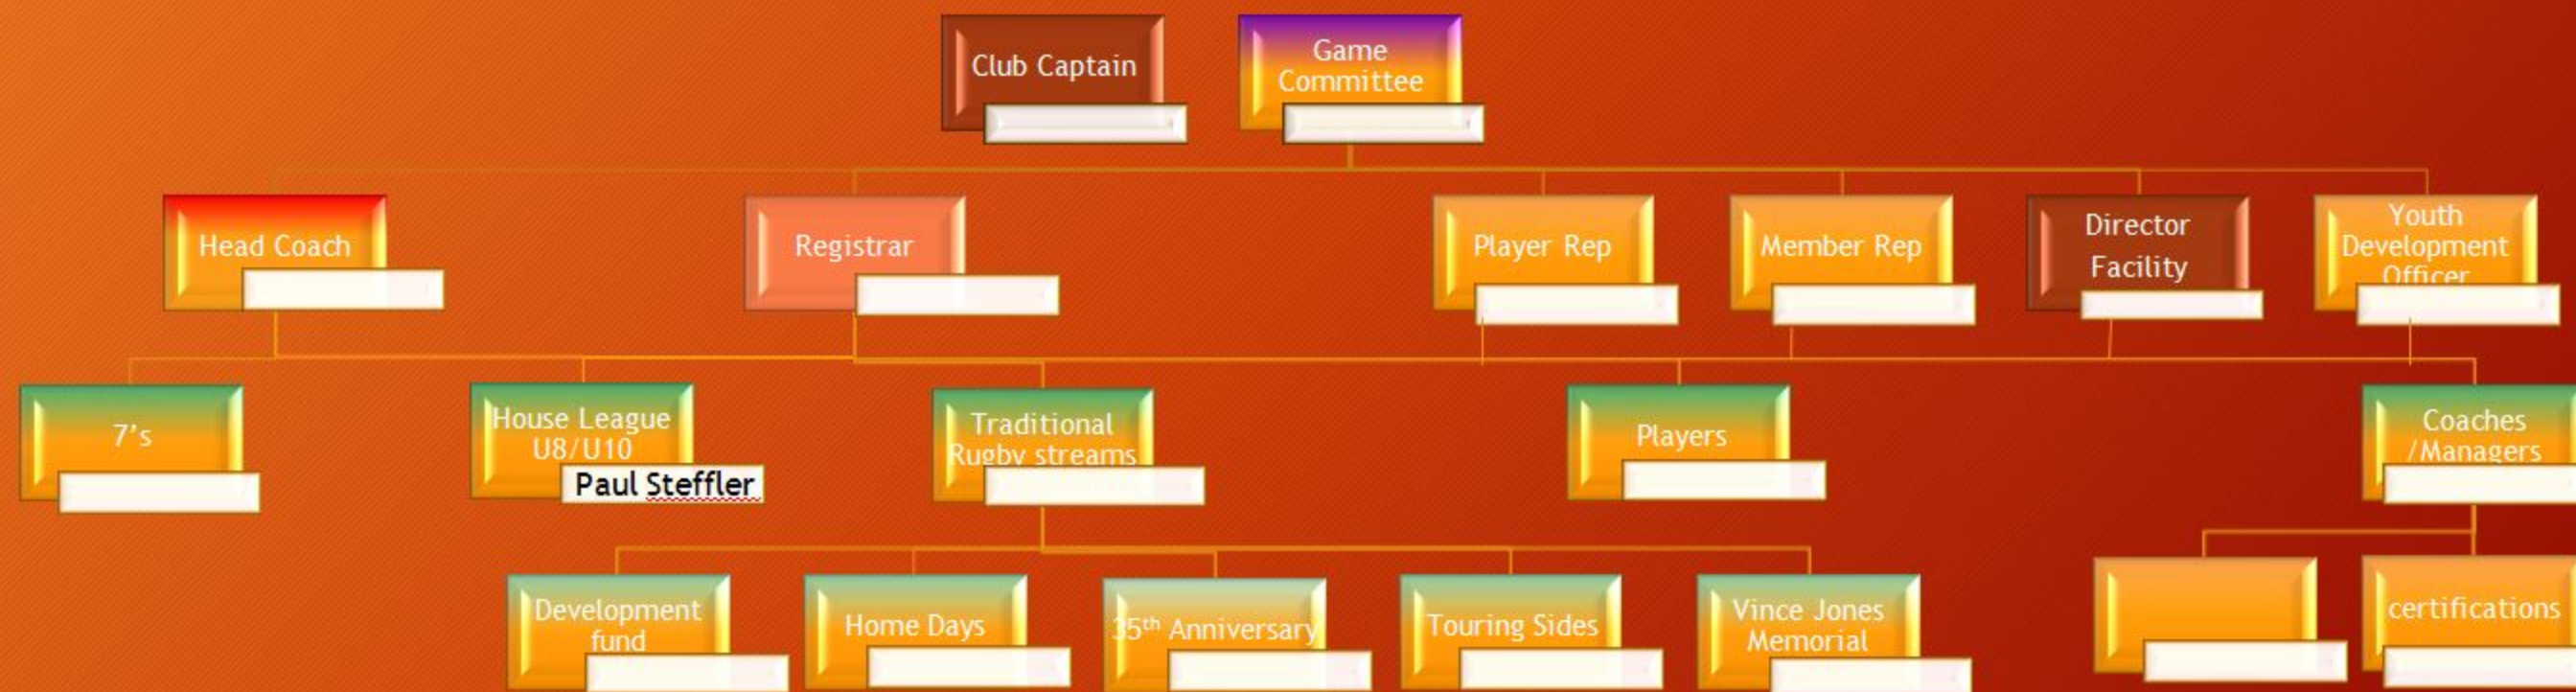 Club Captain
Game
Committee
Head Coach
Registrar
Player Rep
Member Rep
Director
Facility
Youth
Development
Officer
7’s
House League
U8/U10
Paul Steffler
Traditional
Rugby streams
Players
Coaches
/Managers
Development
fund
Home Days
35th Anniversary
Touring Sides
Vince Jones
Memorial
certifications